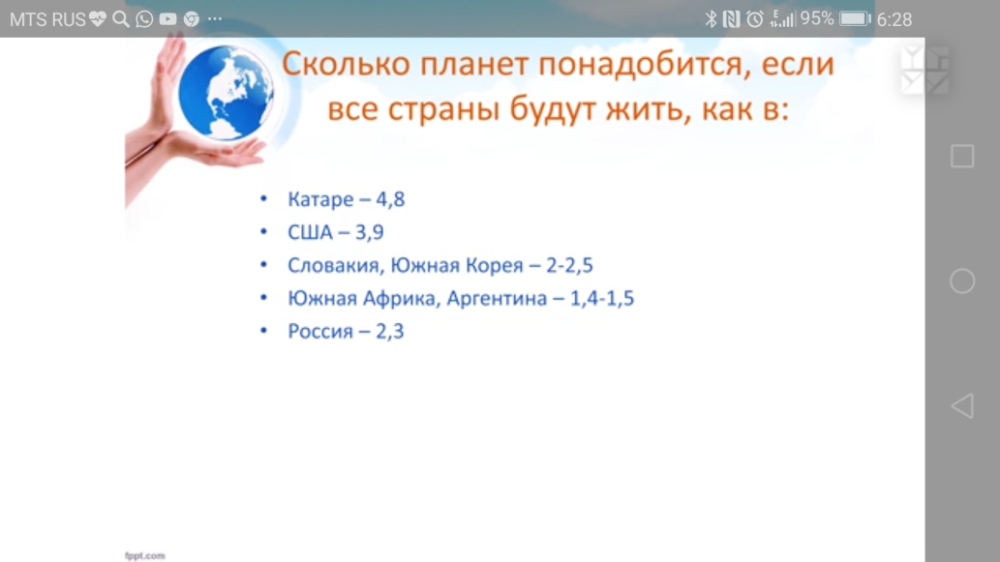 MTS RUS
95%
6:28
Сколько планет понадобится, если
все страны будут жить, как в:
• Катаре – 4,8
• США – 3,9
• Словакия, Южная Корея – 2-2,5
• Южная Африка, Аргентина – 1,4-1,5
• Россия – 2,3
fppt.com